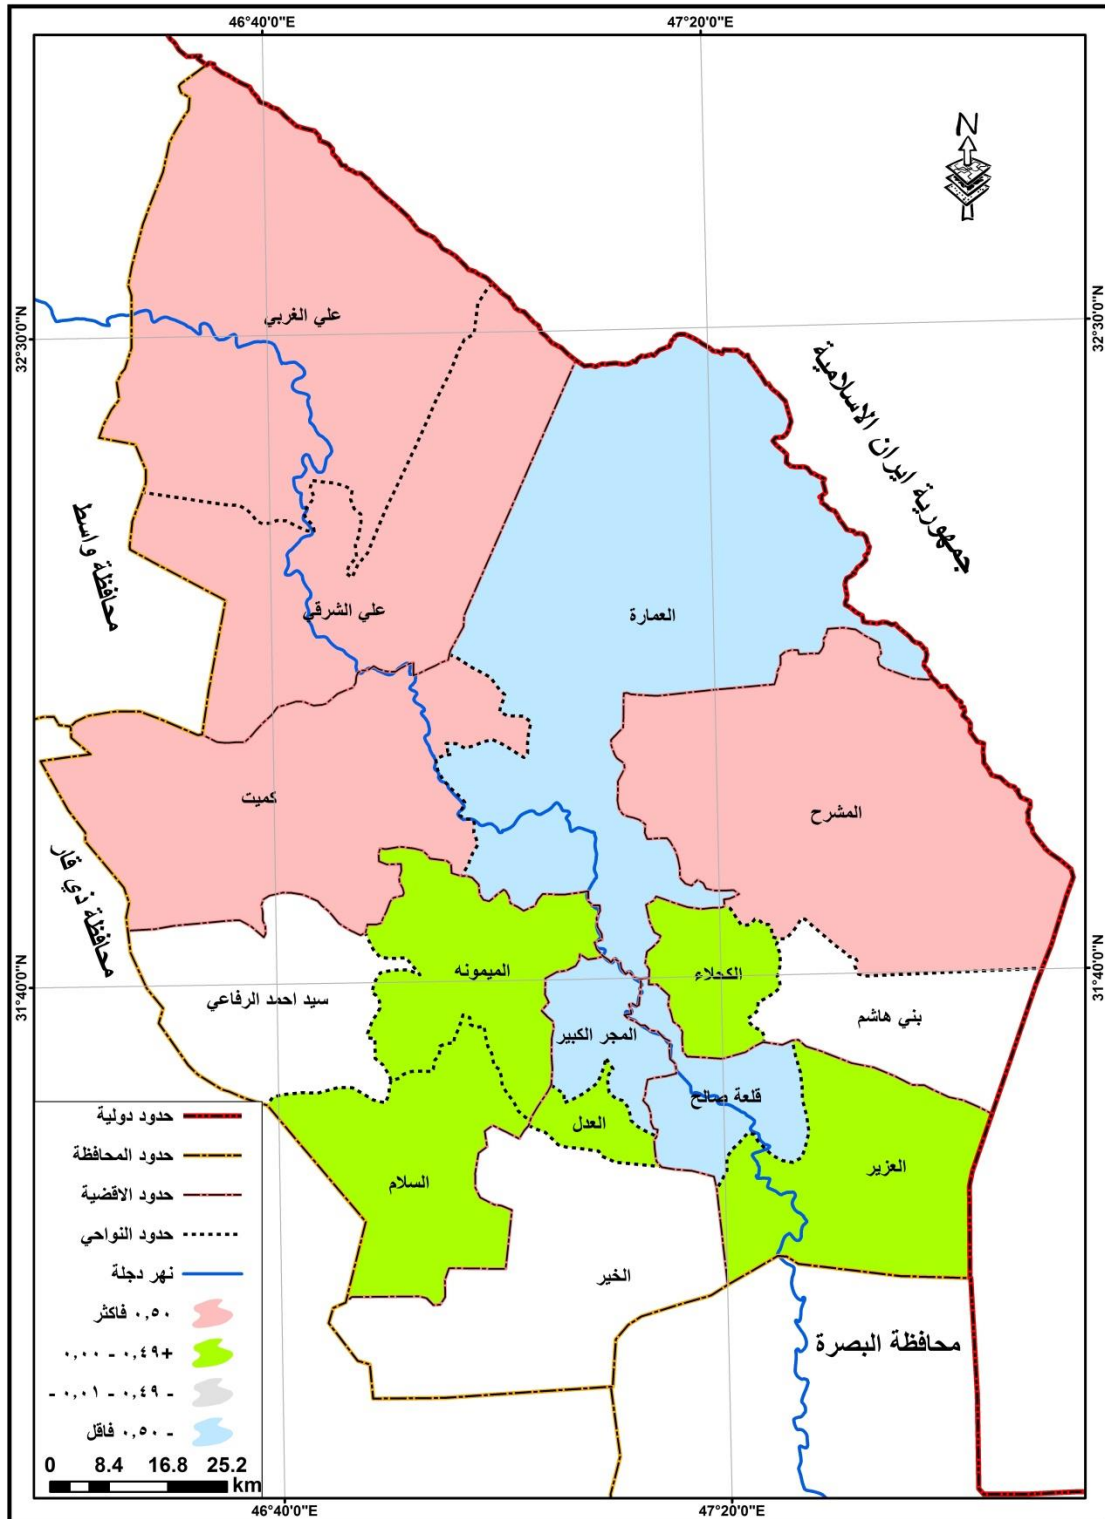 46°40'0"E
47°20'0"E
N
32°30'0"N
32°30'0"N
علي الغربي
جمهورية ايران الاسلامية
محافظة واسط
علي الشرقي
العمارة
كميت
المشرح
محافظة ذي قار
الميمونه
الكحلاء
31°40'0"N
31°40'0"N
سيد احمد الرفاعي
بني هاشم
المجر الكبير
قلعة صالح
العدل
العزير
السلام
الخير
محافظة البصرة
حدود دولية
حدود المحافظة
حدود الاقضية
حدود النواحي
نهر دجلة
٠,٥٠ فاكثر
+٠,٤٩ - ٠,٠٠
- ٠,٤٩ - ٠,٠١ -
- ٠,٥٠ فاقل
0 8.4 16.8 25.2
km
46°40'0"E
47°20'0"E